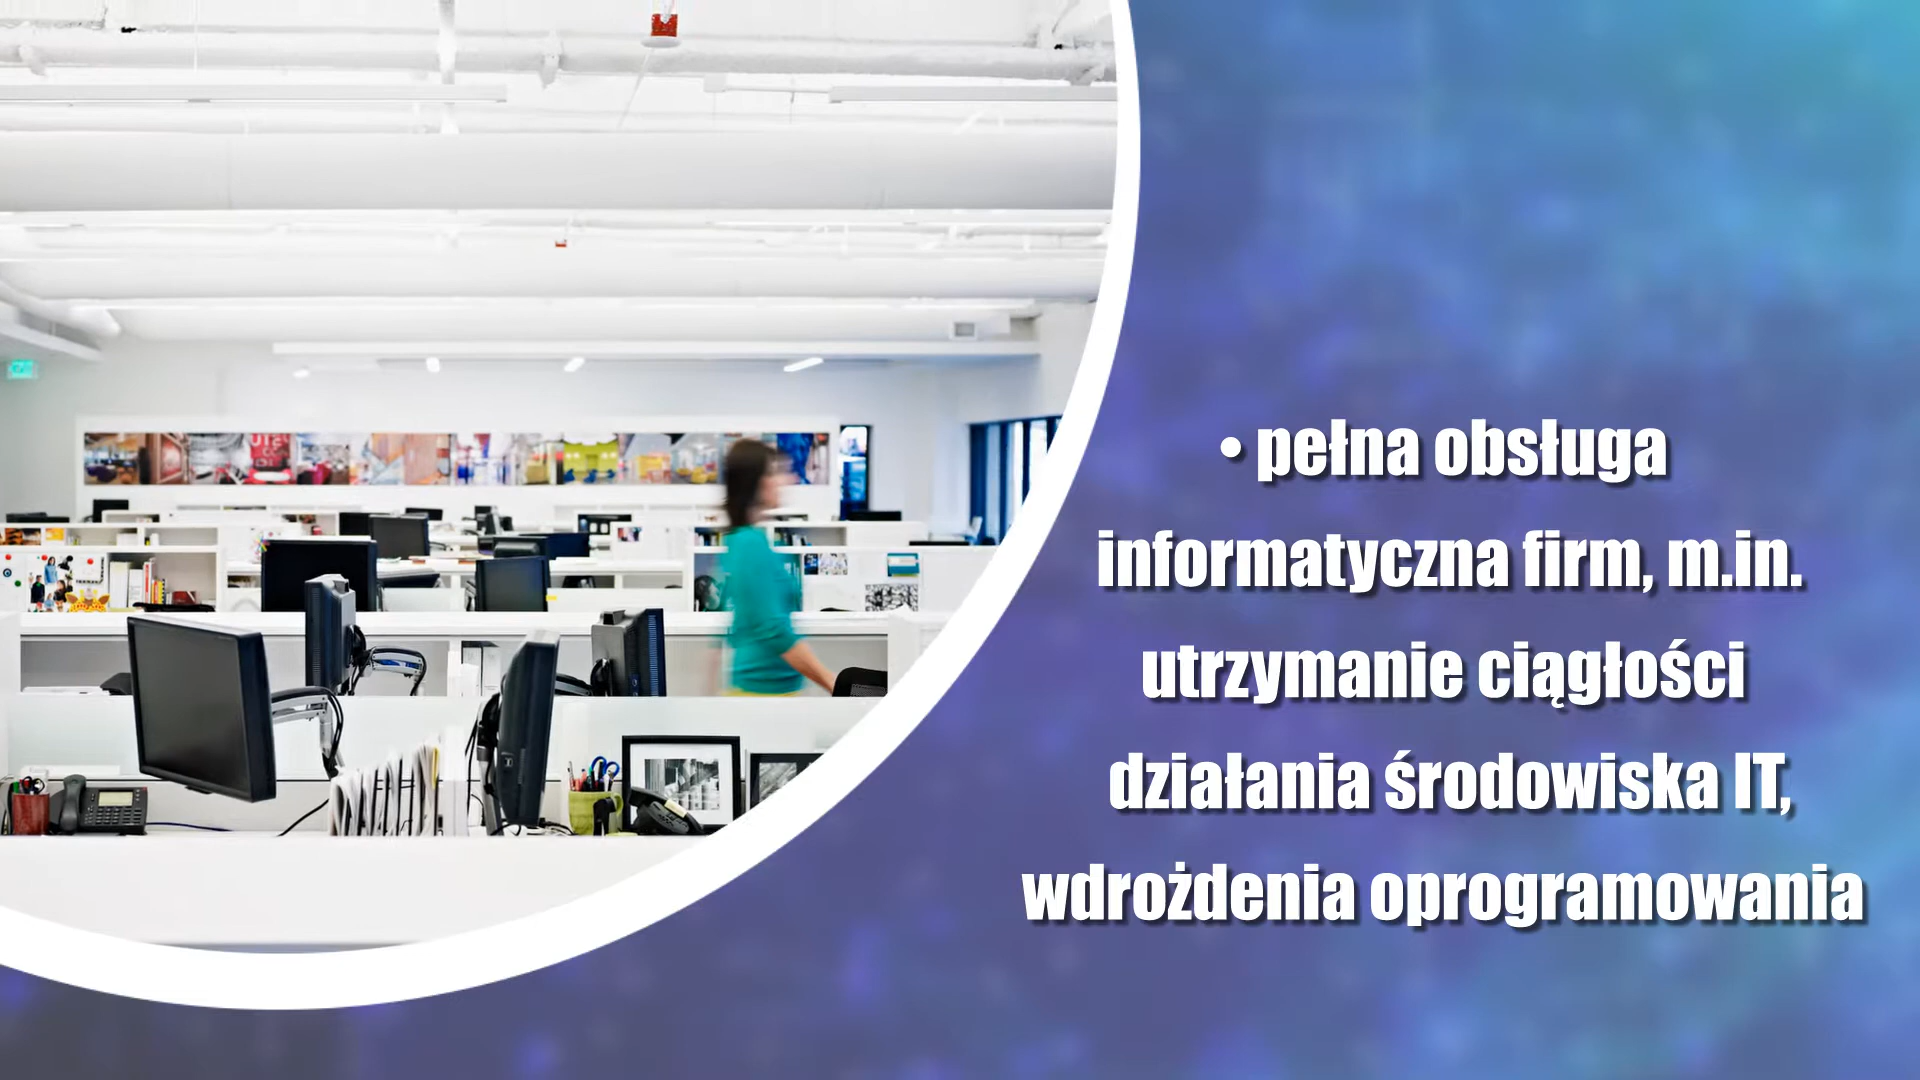 • pełna obsługa
informatyczna firm, m.in.
utrzymanie ciągłości
działania środowiska IT,
wdrożdenia oprogramowania